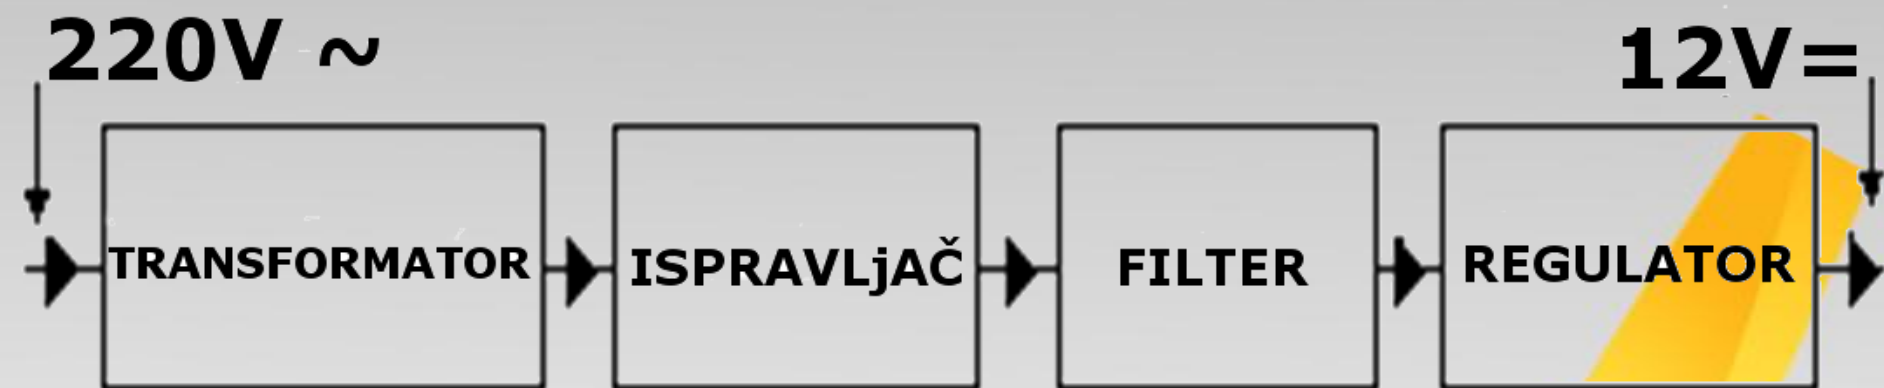 220V ~
12V=
TRANSFORMATOR
ISPRAVLjAČ
FILTER
REGULATOR